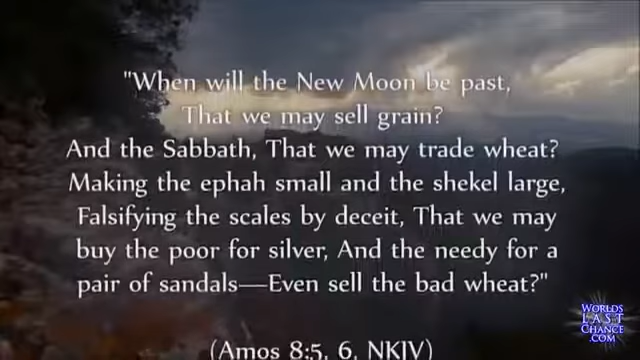 "When will the New Moon be past,
That we may sell grain?
And the Sabbath, That we may trade wheat?
Making the ephah small and the shekel large,
Falsifying the scales by deceit, That we may
buy the poor for silver, And the needy for a
pair of sandals—Even sell the bad wheat?"
(Amos 8:5, 6, NKJV)
WORLDS
LAST
CHANCE
.COM